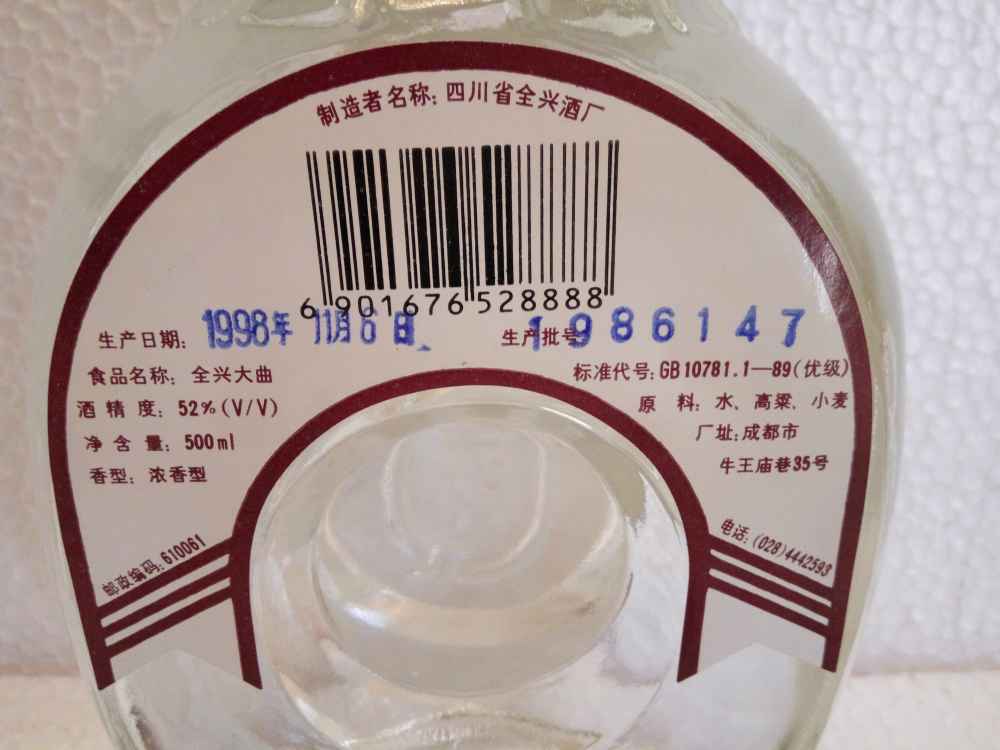 制造者名称：四川省全兴酒厂
6 901676 528888
生产日期：1998年 11月 6日
生产批号 1986147
食品名称：全兴大曲
标准代号：GB10781.1—89(优级)
酒精度：52%(V/V)
原料：水、高粱、小麦
净含量：500ml
厂址：成都市
牛王庙巷35号
香型：浓香型
邮政编码：610061
电话：(028)4442593